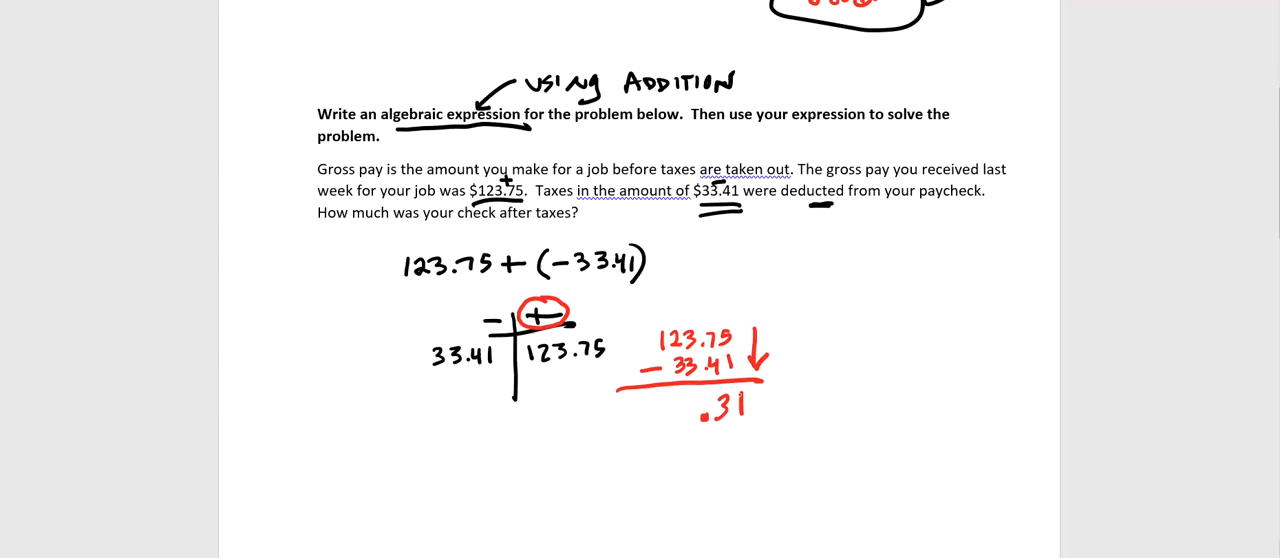 USING ADDITION
Write an algebraic expression for the problem below. Then use your expression to solve the
problem.
Gross pay is the amount you make for a job before taxes are taken out. The gross pay you received last
week for your job was $123.75. Taxes in the amount of $33.41 were deducted from your paycheck.
How much was your check after taxes?
123.75 + (-33.41)
- +
33.41 123.75
123.75
- 33.41
.31